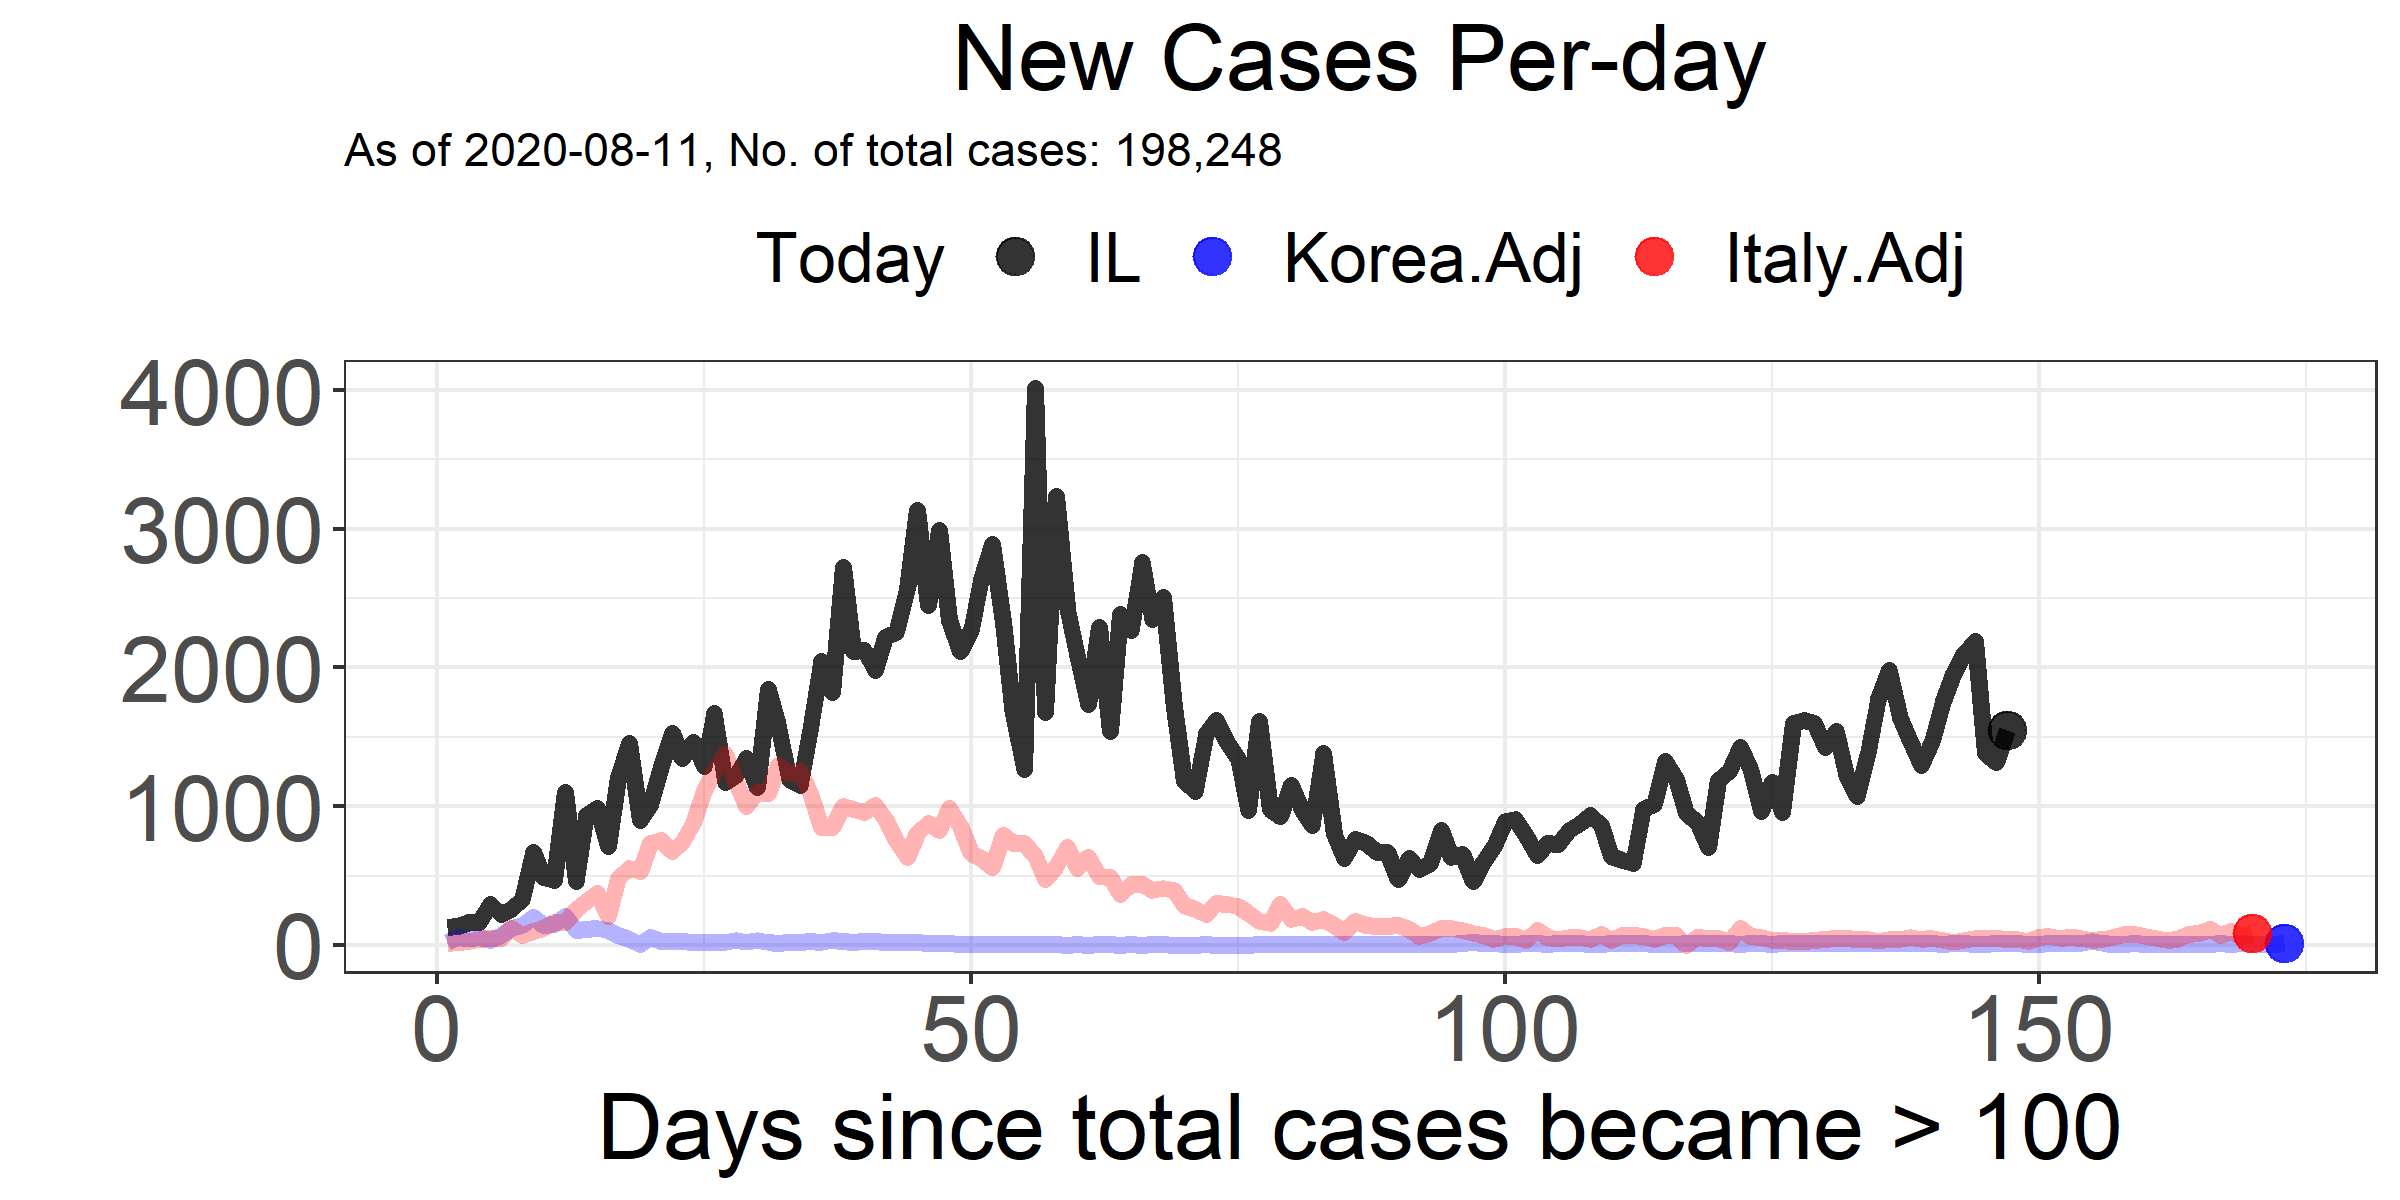 New Cases Per-day
As of 2020-08-11, No. of total cases: 198,248
Today IL Korea.Adj Italy.Adj
4000
3000
2000
1000
0
0 50 100 150
Days since total cases became > 100